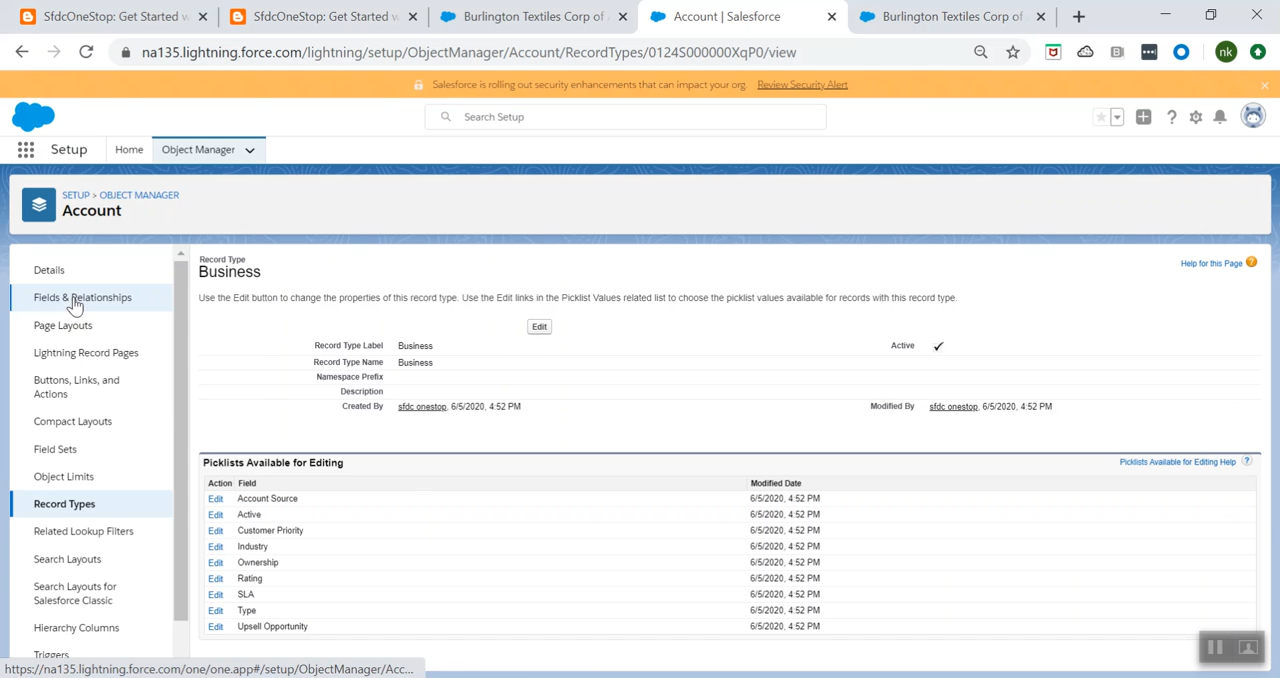 SfdcOneStop: Get Started w
SfdcOneStop: Get Started w
Burlington Textiles Corp of
Account | Salesforce
Burlington Textiles Corp of
na135.lightning.force.com/lightning/setup/ObjectManager/Account/RecordTypes/0124S000000XqP0/view
nk
Salesforce is rolling out security enhancements that can impact your org. Review Security Alert
Search Setup
Setup
Home
Object Manager
SETUP > OBJECT MANAGER
Account
Details
Fields & Relationships
Page Layouts
Lightning Record Pages
Buttons, Links, and
Actions
Compact Layouts
Field Sets
Object Limits
Record Types
Related Lookup Filters
Search Layouts
Search Layouts for
Salesforce Classic
Hierarchy Columns
Triggers
Record Type
Business
Help for this Page
Use the Edit button to change the properties of this record type. Use the Edit links in the Picklist Values related list to choose the picklist values available for records with this record type.
Edit
Record Type Label Business Active ✓
Record Type Name Business
Namespace Prefix
Description
Created By sfdc onestop, 6/5/2020, 4:52 PM Modified By sfdc onestop, 6/5/2020, 4:52 PM
Picklists Available for Editing Picklists Available for Editing Help ?
Action Field Modified Date
Edit Account Source 6/5/2020, 4:52 PM
Edit Active 6/5/2020, 4:52 PM
Edit Customer Priority 6/5/2020, 4:52 PM
Edit Industry 6/5/2020, 4:52 PM
Edit Ownership 6/5/2020, 4:52 PM
Edit Rating 6/5/2020, 4:52 PM
Edit SLA 6/5/2020, 4:52 PM
Edit Type 6/5/2020, 4:52 PM
Edit Upsell Opportunity 6/5/2020, 4:52 PM
https://na135.lightning.force.com/one/one.app#/setup/ObjectManager/Acc...